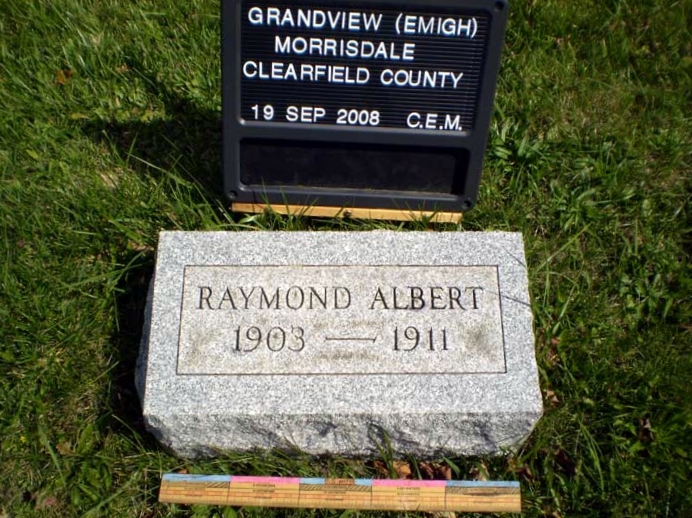 GRANDVIEW (EMIGH)
MORRISDALE
CLEARFIELD COUNTY
19 SEP 2008 C.E.M.
RAYMOND ALBERT
1903 — 1911